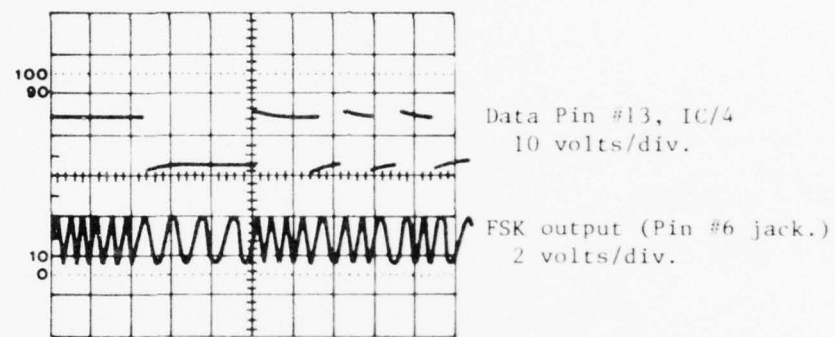 100
90
Data Pin #13, IC/4
10 volts/div.
FSK output (Pin #6 jack.)
2 volts/div.
10
0